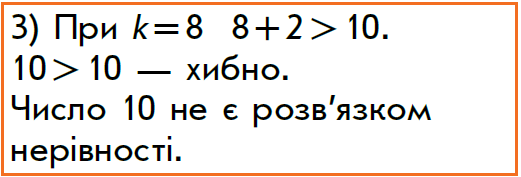 3) При k=8 8+2> 10.
10> 10 — хибно.
Число 10 не є розв’язком
нерівності.